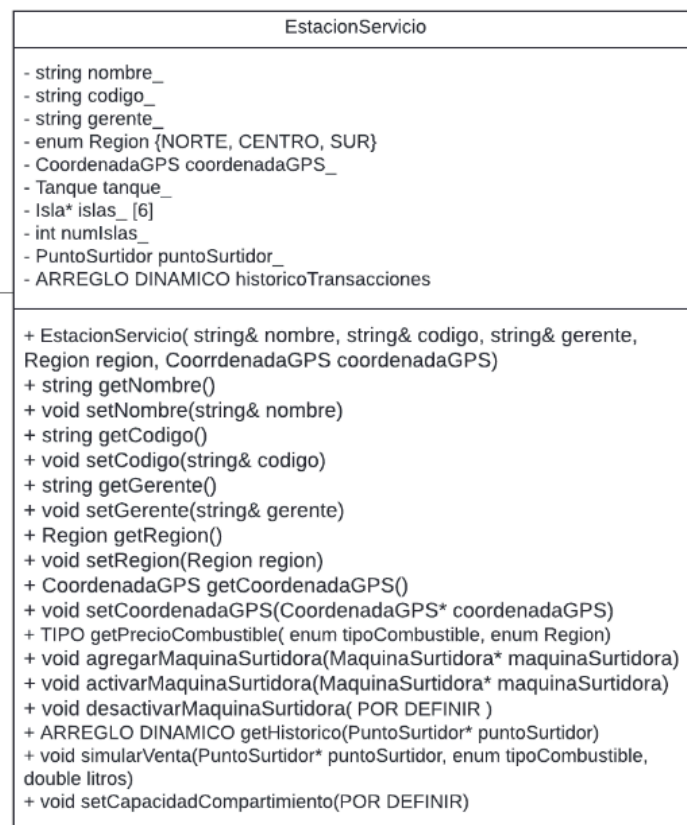 EstacionServicio
- string nombre_
- string codigo_
- string gerente_
- enum Region {NORTE, CENTRO, SUR}
- CoordenadaGPS coordenadaGPS_
- Tanque tanque_
- Isla* islas_ [6]
- int numIslas_
- PuntoSurtidor puntoSurtidor_
- ARREGLO DINAMICO historicoTransacciones
+ EstacionServicio( string& nombre, string& codigo, string& gerente,
Region region, CoorrdenadaGPS coordenadaGPS)
+ string getNombre()
+ void setNombre(string& nombre)
+ string getCodigo()
+ void setCodigo(string& codigo)
+ string getGerente()
+ void setGerente(string& gerente)
+ Region getRegion()
+ void setRegion(Region region)
+ CoordenadaGPS getCoordenadaGPS()
+ void setCoordenadaGPS(CoordenadaGPS* coordenadaGPS)
+ TIPO getPrecioCombustible( enum tipoCombustible, enum Region)
+ void agregarMaquinaSurtidora(MaquinaSurtidora* maquinaSurtidora)
+ void activarMaquinaSurtidora(MaquinaSurtidora* maquinaSurtidora)
+ void desactivarMaquinaSurtidora( POR DEFINIR )
+ ARREGLO DINAMICO getHistorico(PuntoSurtidor* puntoSurtidor)
+ void simularVenta(PuntoSurtidor* puntoSurtidor, enum tipoCombustible,
double litros)
+ void setCapacidadCompartimiento(POR DEFINIR)